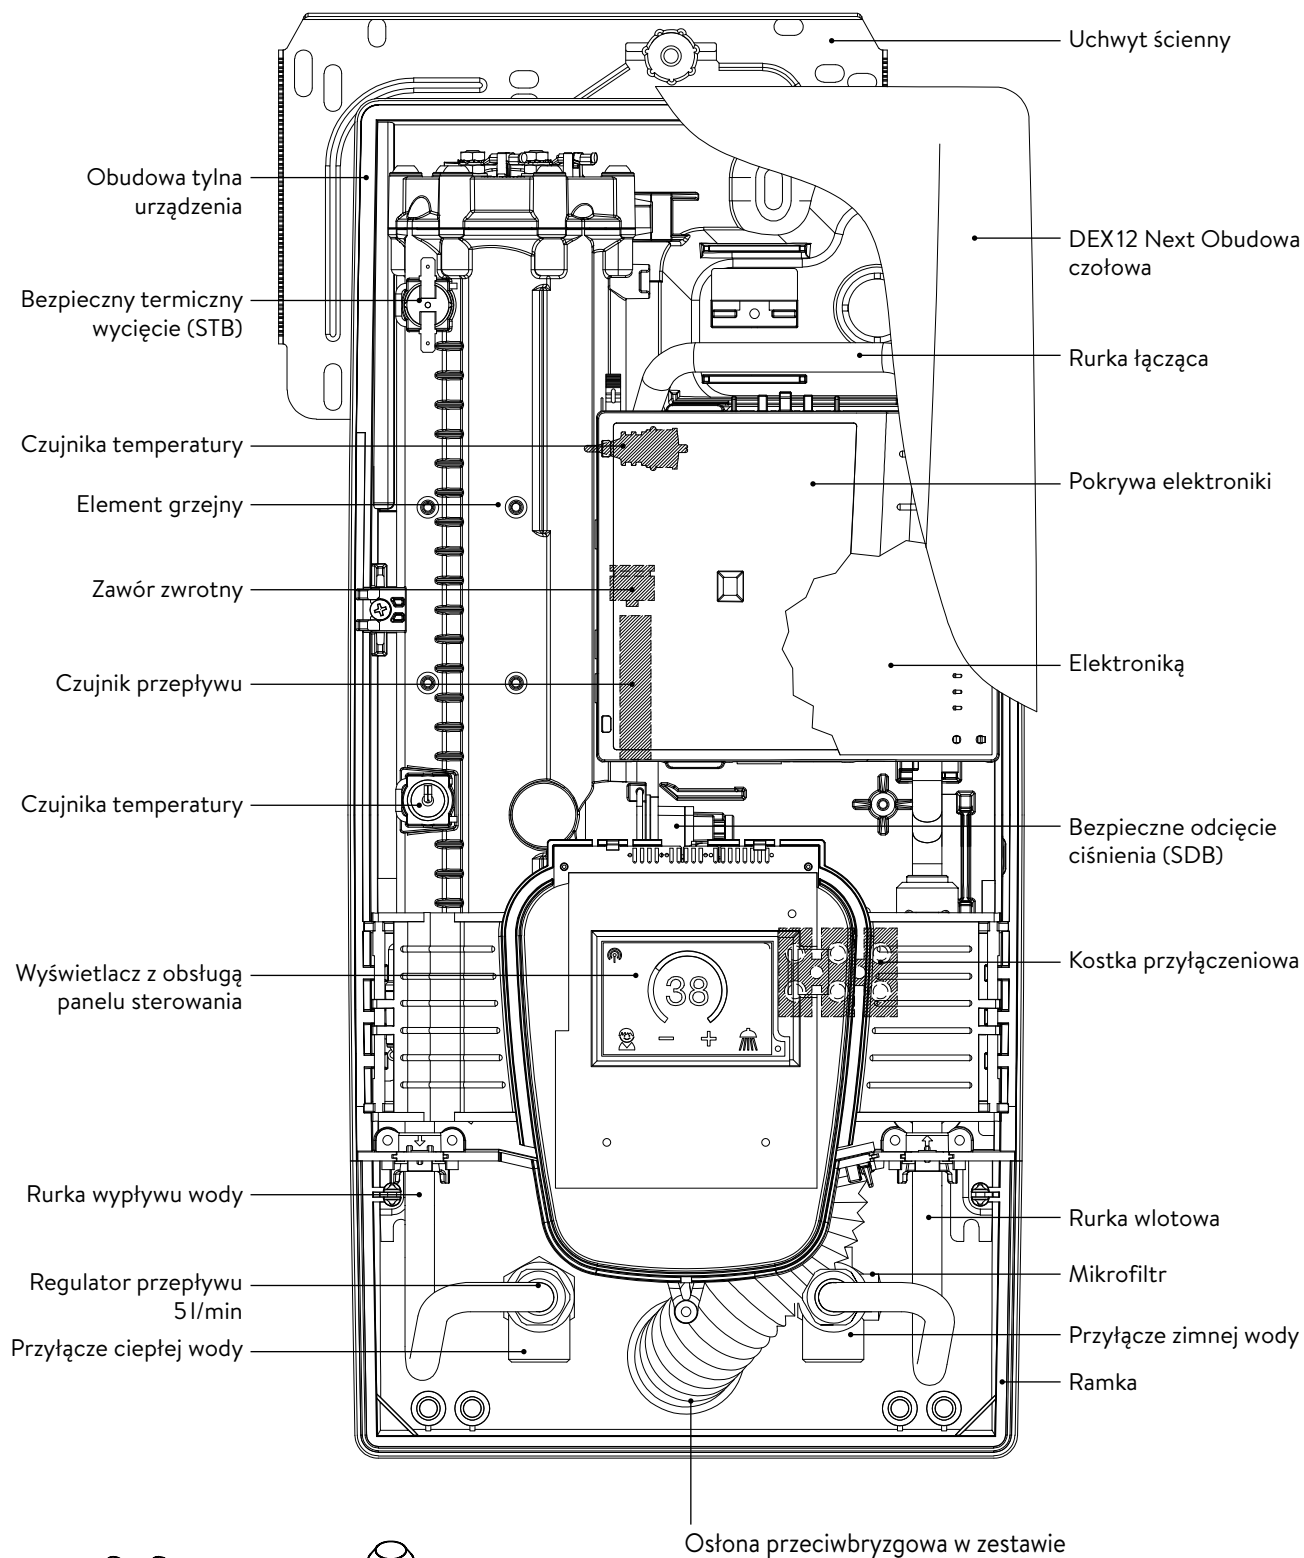 Uchwyt ścienny
Obudowa tylna
urządzenia
DEX12 Next Obudowa
czołowa
Bezpieczny termiczny
wycięcie (STB)
Rurka łącząca
Czujnika temperatury
Pokrywa elektroniki
Element grzejny
Zawór zwrotny
Elektroniką
Czujnik przepływu
Czujnika temperatury
Bezpieczne odcięcie
ciśnienia (SDB)
Wyświetlacz z obsługą
panelu sterowania
38
Kostka przyłączeniowa
Rurka wypływu wody
Rurka wlotowa
Regulator przepływu
5 l/min
Mikrofiltr
Przyłącze ciepłej wody
Przyłącze zimnej wody
Ramka
Osłona przeciwbryzgowa w zestawie